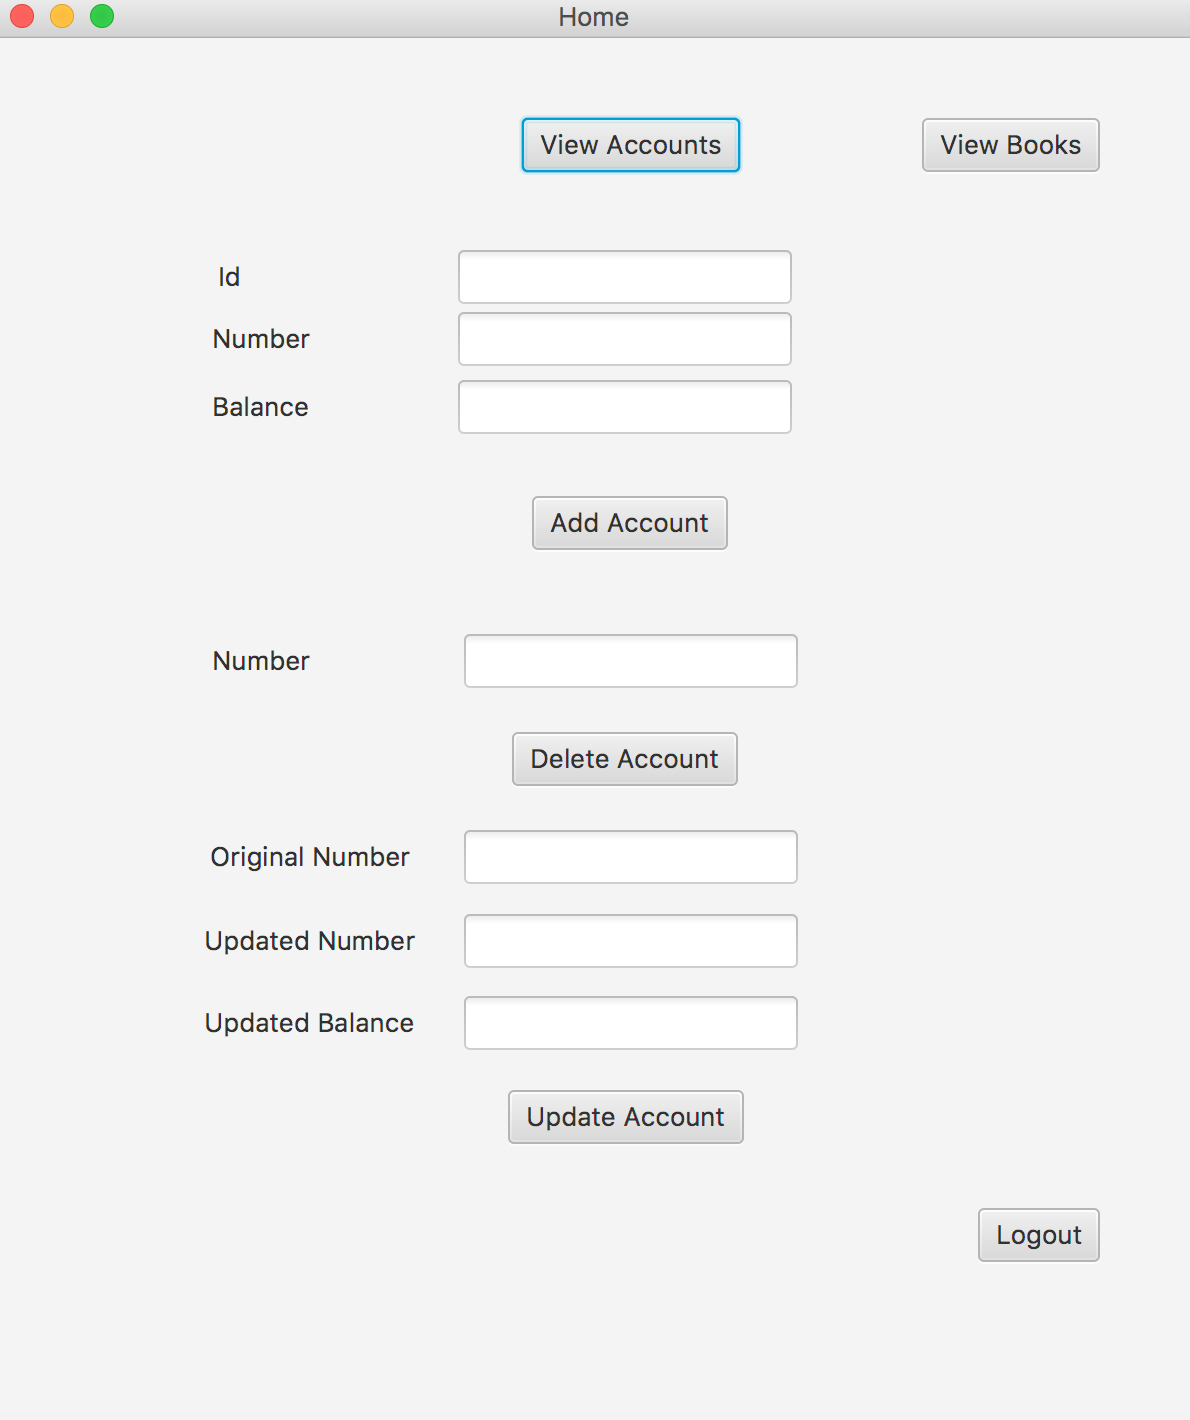 Home
View Accounts
View Books
Id
Number
Balance
Add Account
Number
Delete Account
Original Number
Updated Number
Updated Balance
Update Account
Logout